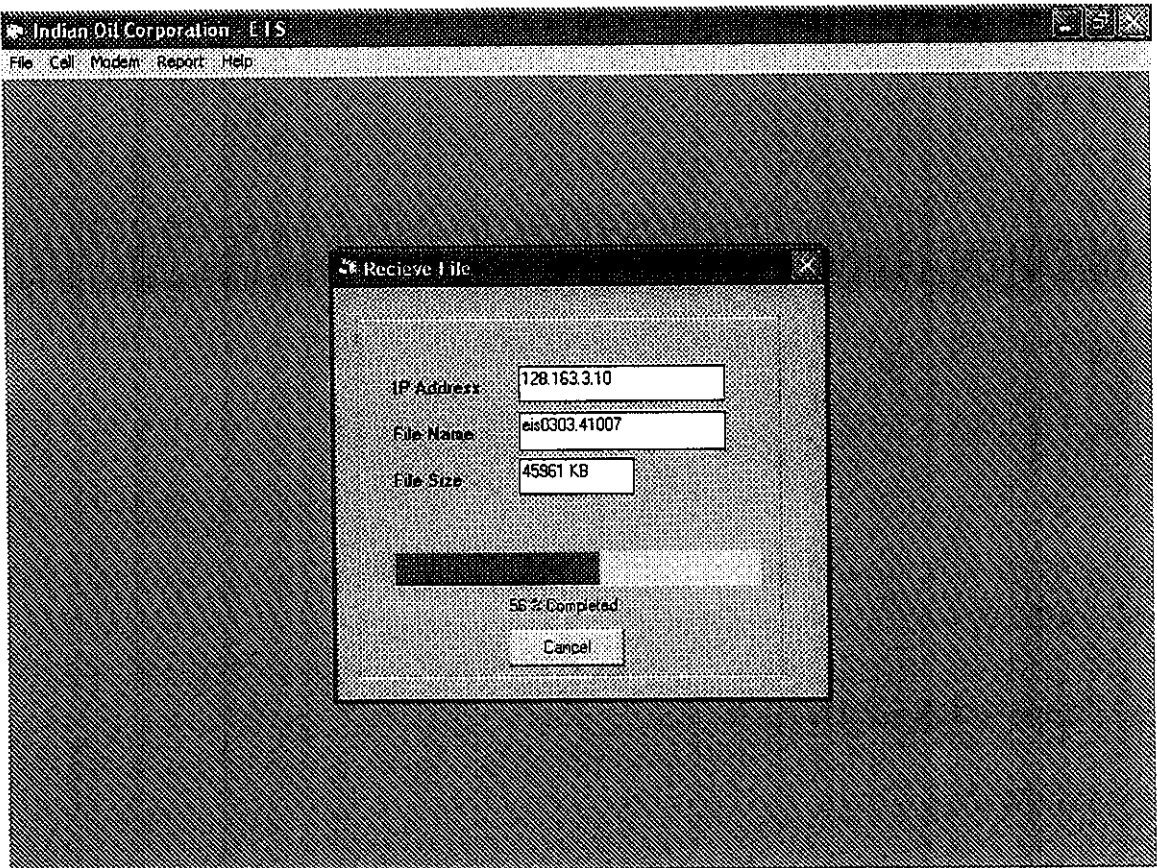 Indian Oil Corporation - E I S
File Call Modem Report Help
Recieve File
IP Address 128.163.3.10
File Name eis0303.41007
File Size 45961 KB
56 % Completed
Cancel